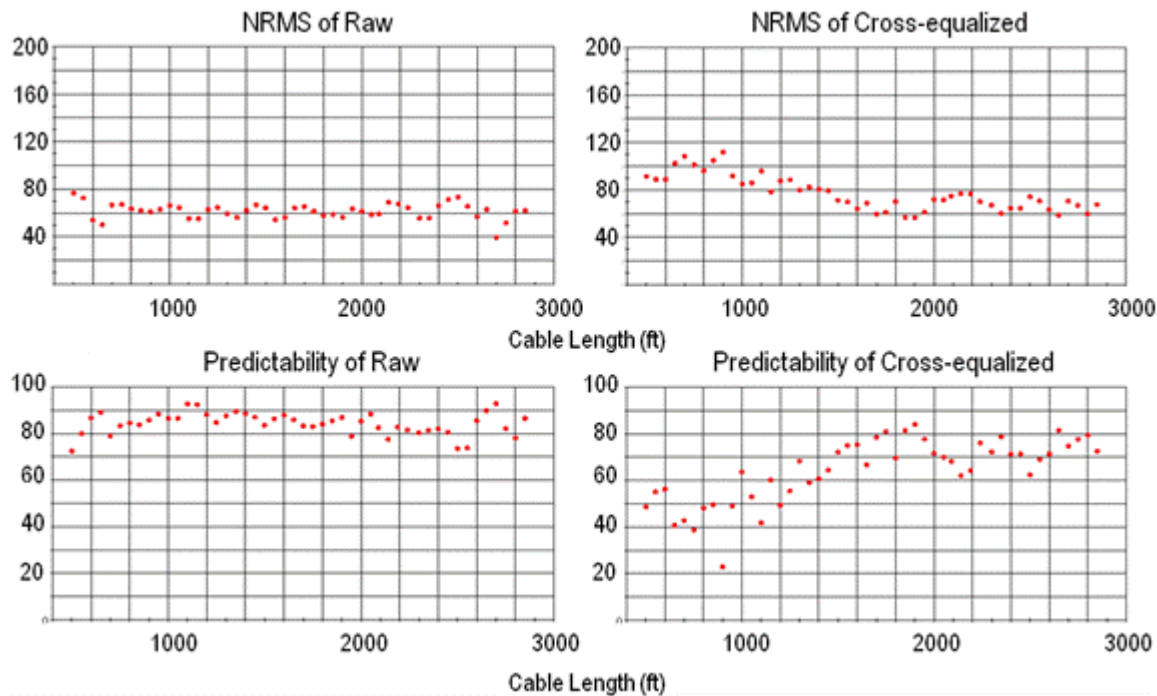 NRMS of Raw
200
160
120
80
40
1000 2000 3000
NRMS of Cross-equalized
200
160
120
80
40
1000 2000 3000
Cable Length (ft)
Predictability of Raw
100
80
60
40
20
0
1000 2000 3000
Predictability of Cross-equalized
100
80
60
40
20
0
1000 2000 3000
Cable Length (ft)